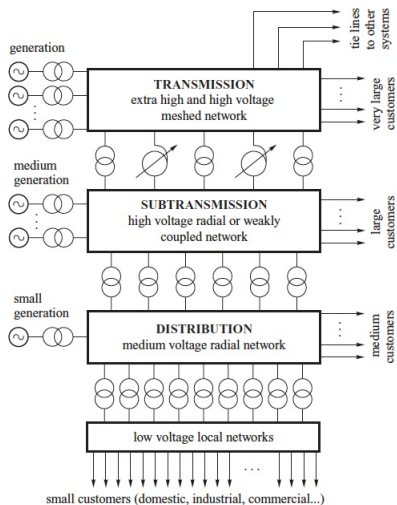 tie lines
to other
systems
generation
TRANSMISSION
extra high and high voltage
meshed network
very large
customers
medium
generation
SUBTRANSMISSION
high voltage radial or weakly
coupled network
large
customers
small
generation
DISTRIBUTION
medium voltage radial network
medium
customers
low voltage local networks
small customers (domestic, industrial, commercial...)